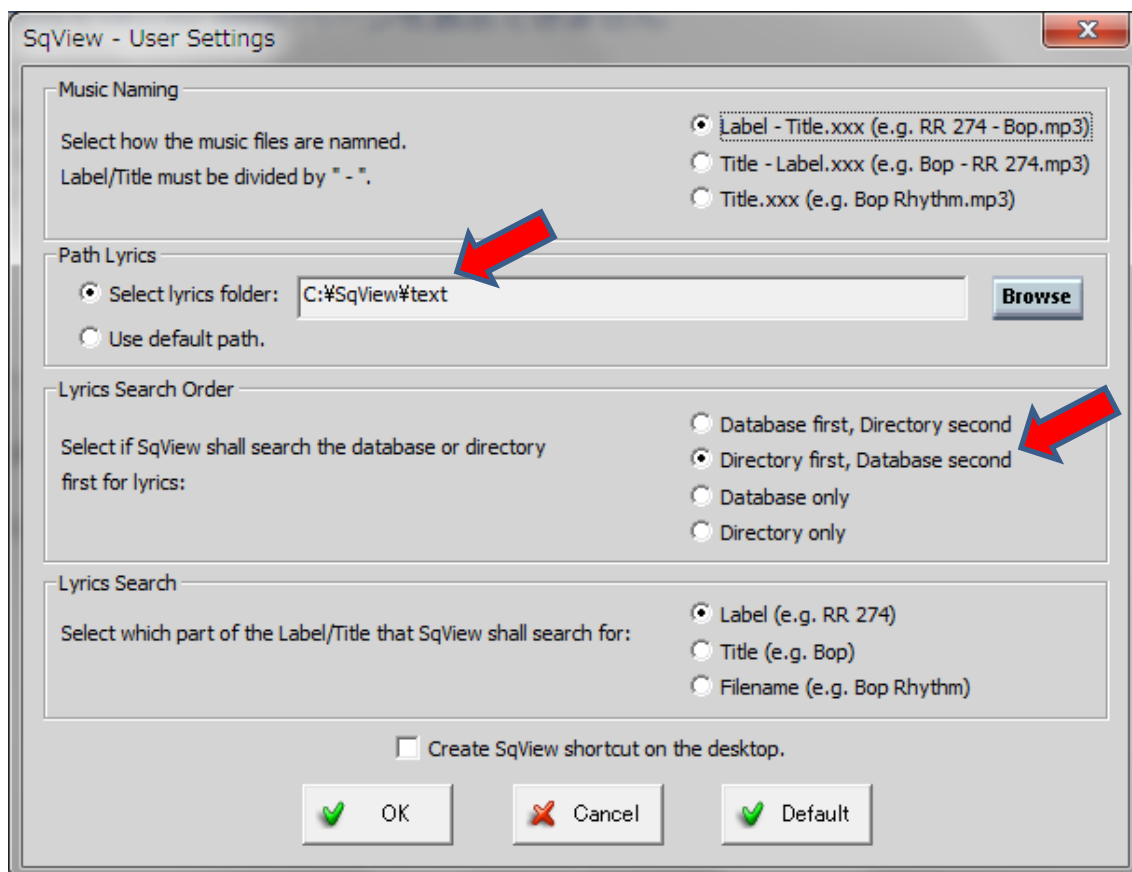 SqView - User Settings
Music Naming
Select how the music files are namned.
Label/Title must be divided by " - ".
Label - Title.xxx (e.g. RR 274 - Bop.mp3)
Title - Label.xxx (e.g. Bop - RR 274.mp3)
Title.xxx (e.g. Bop Rhythm.mp3)
Path Lyrics
Select lyrics folder: C:¥SqView¥text Browse
Use default path.
Lyrics Search Order
Select if SqView shall search the database or directory
first for lyrics:
Database first, Directory second
Directory first, Database second
Database only
Directory only
Lyrics Search
Select which part of the Label/Title that SqView shall search for:
Label (e.g. RR 274)
Title (e.g. Bop)
Filename (e.g. Bop Rhythm)
Create SqView shortcut on the desktop.
OK Cancel Default